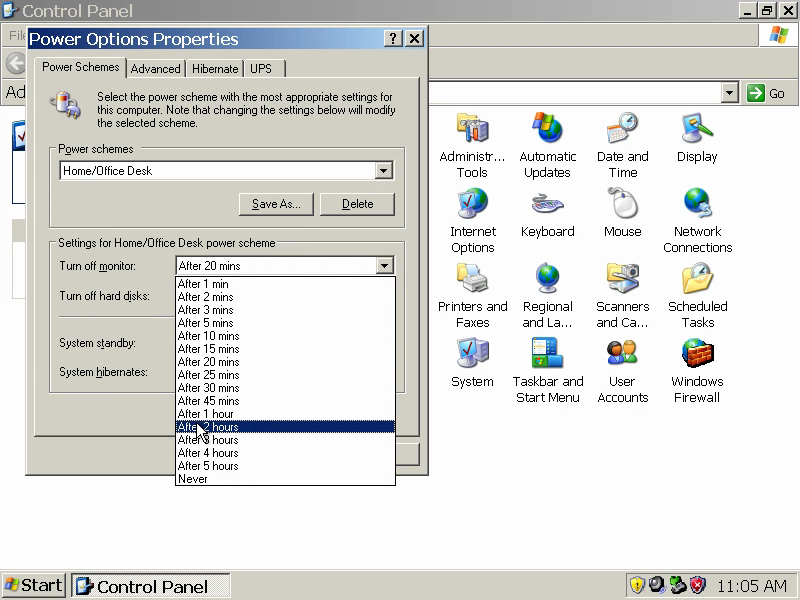 Control Panel
Power Options Properties
Power Schemes
Advanced
Hibernate
UPS
Select the power scheme with the most appropriate settings for
this computer. Note that changing the settings below will modify
the selected scheme.
Power schemes
Home/Office Desk
Save As...
Delete
Settings for Home/Office Desk power scheme
Turn off monitor:
After 20 mins
Turn off hard disks:
System standby:
System hibernates:
After 1 min
After 2 mins
After 3 mins
After 5 mins
After 10 mins
After 15 mins
After 20 mins
After 25 mins
After 30 mins
After 45 mins
After 1 hour
After 2 hours
After 3 hours
After 4 hours
After 5 hours
Never
Go
Administr...
Tools
Automatic
Updates
Date and
Time
Display
Internet
Options
Keyboard
Mouse
Network
Connections
Printers and
Faxes
Regional
and La...
Scanners
and Ca...
Scheduled
Tasks
System
Taskbar and
Start Menu
User
Accounts
Windows
Firewall
Start
Control Panel
11:05 AM